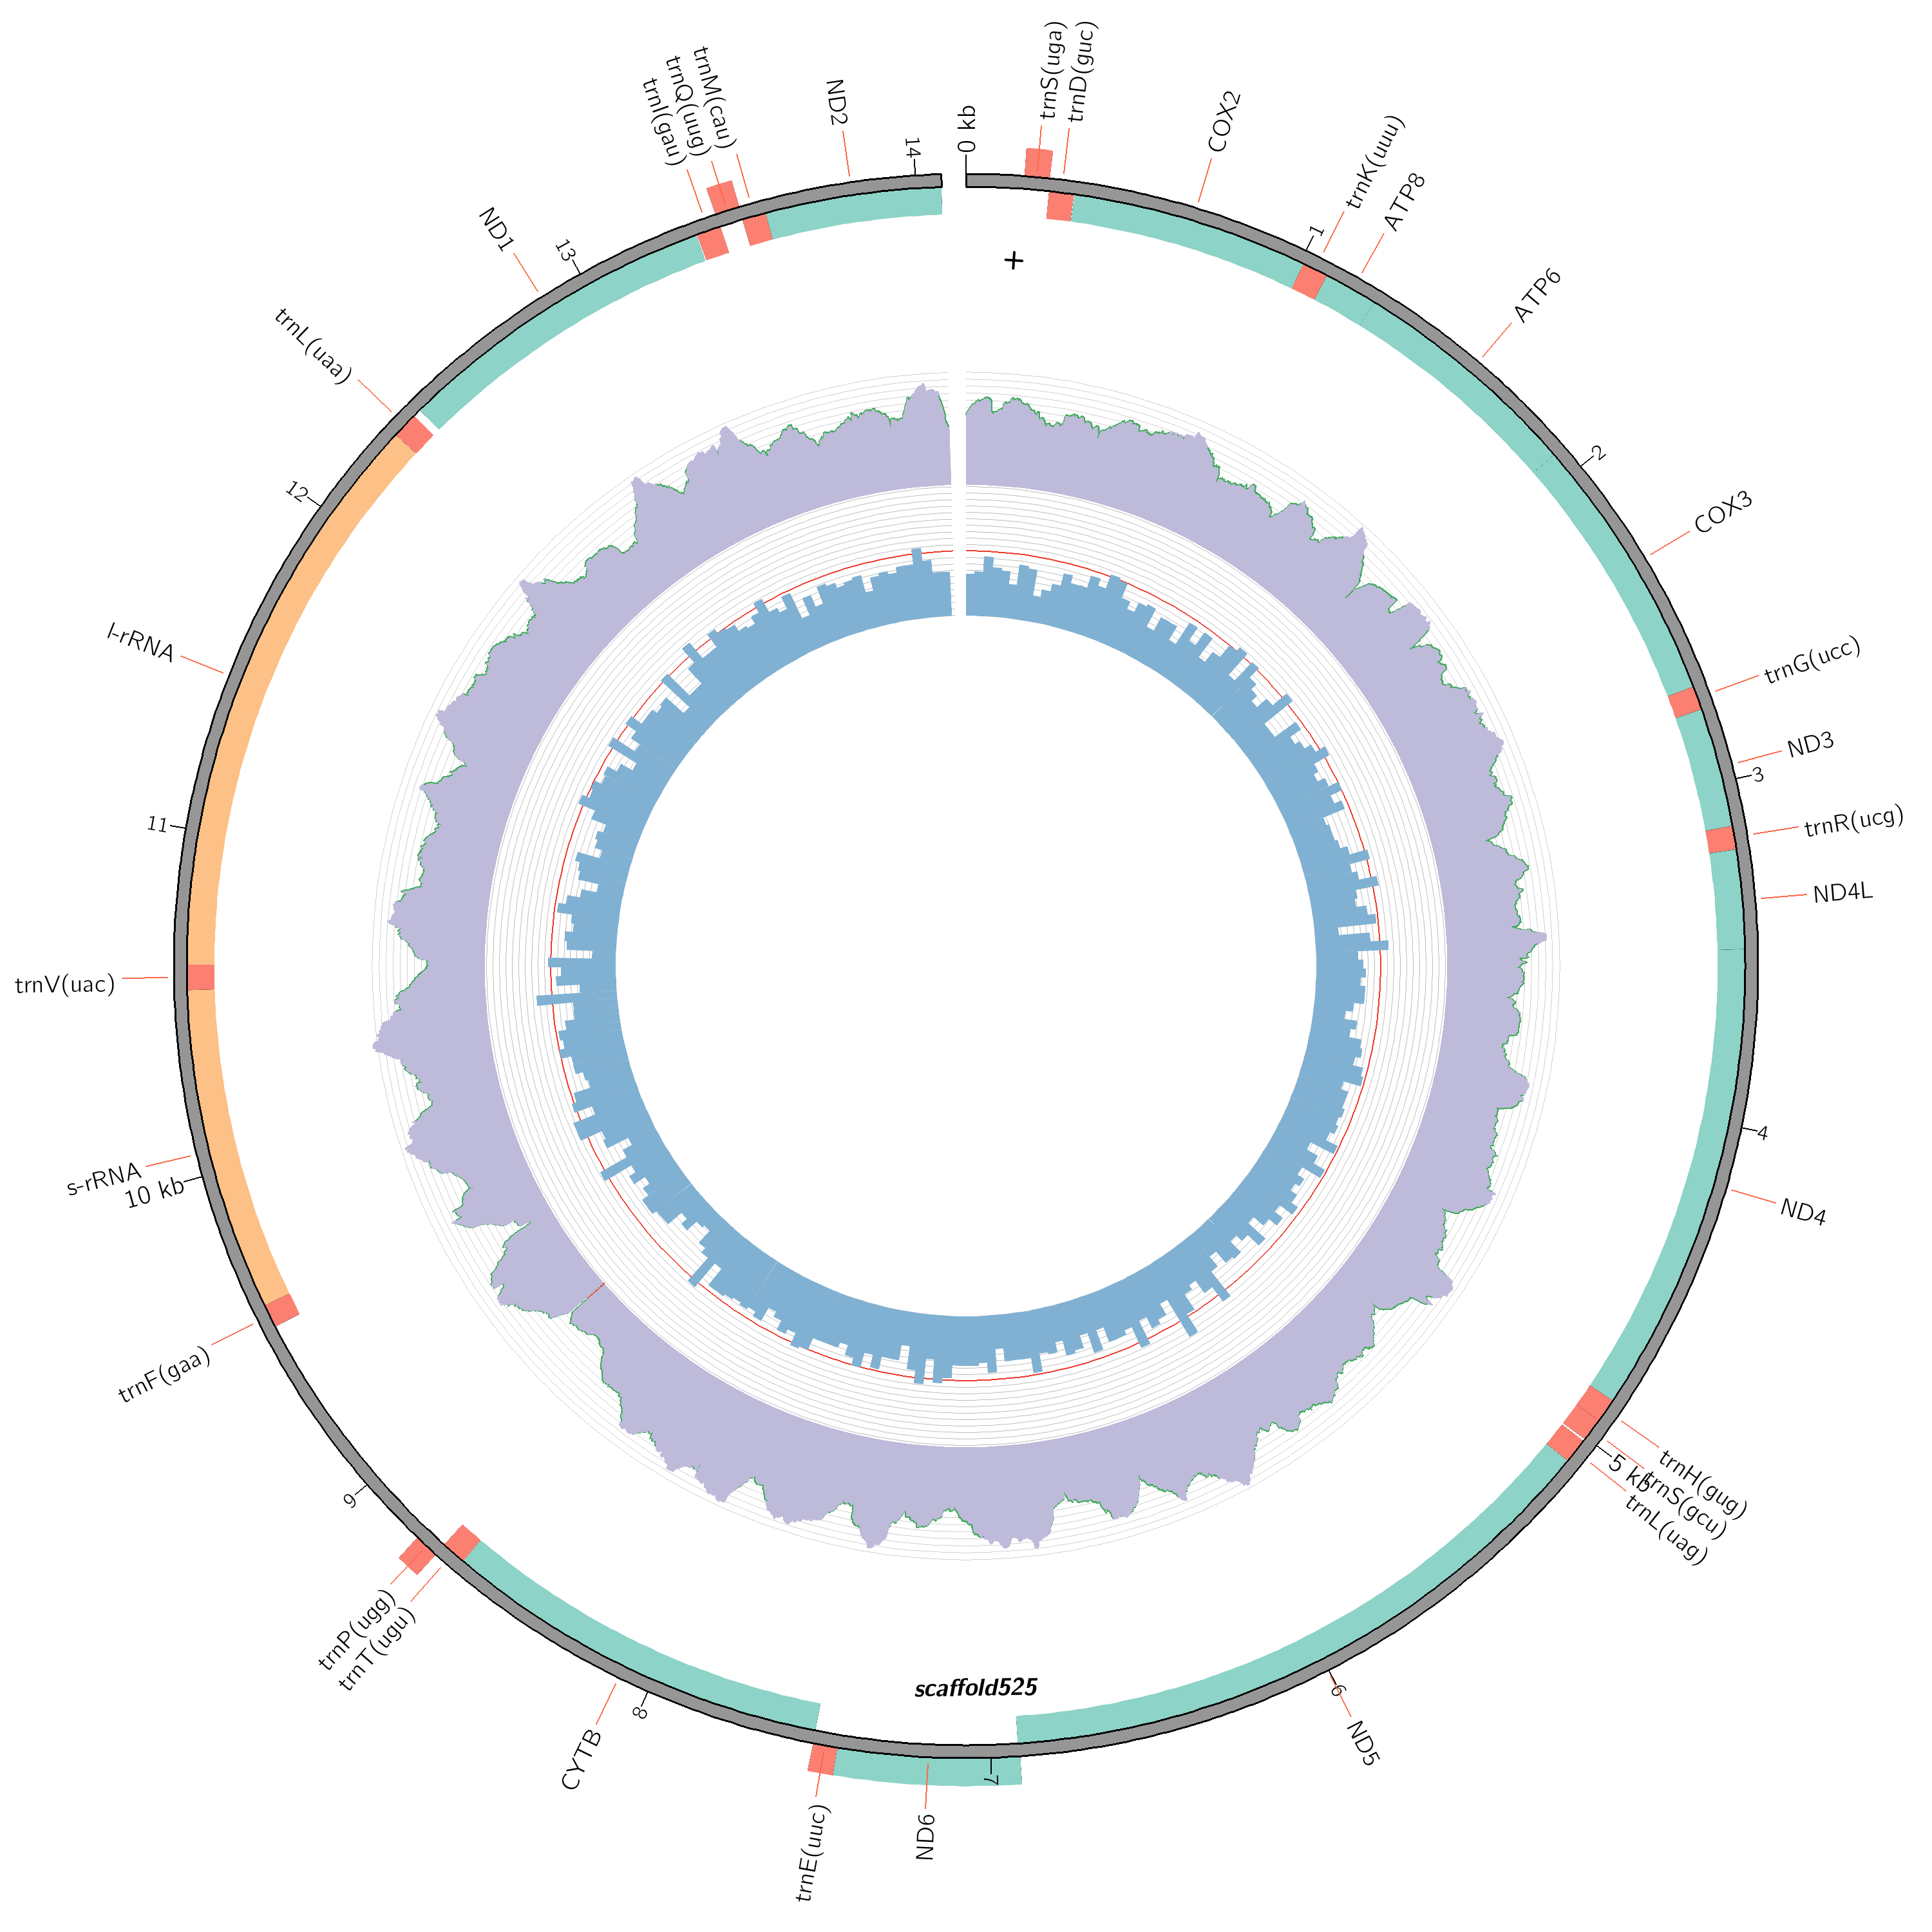 0 kb
trnS(uga)
trnD(guc)
COX2
1
trnK(uuu)
ATP8
ATP6
2
COX3
trnG(ucc)
ND3
3
trnR(ucg)
ND4L
4
ND4
trnH(gug)
5 kb
trnS(gcu)
trnL(uag)
6
ND5
7
ND6
trnE(uuc)
8
CYTB
trnT(ugu)
trnP(ugg)
9
trnF(gaa)
10 kb
s-rRNA
trnV(uac)
11
l-rRNA
12
trnL(uaa)
13
ND1
trnI(gau)
trnQ(uug)
trnM(cau)
ND2
14
+
scaffold525